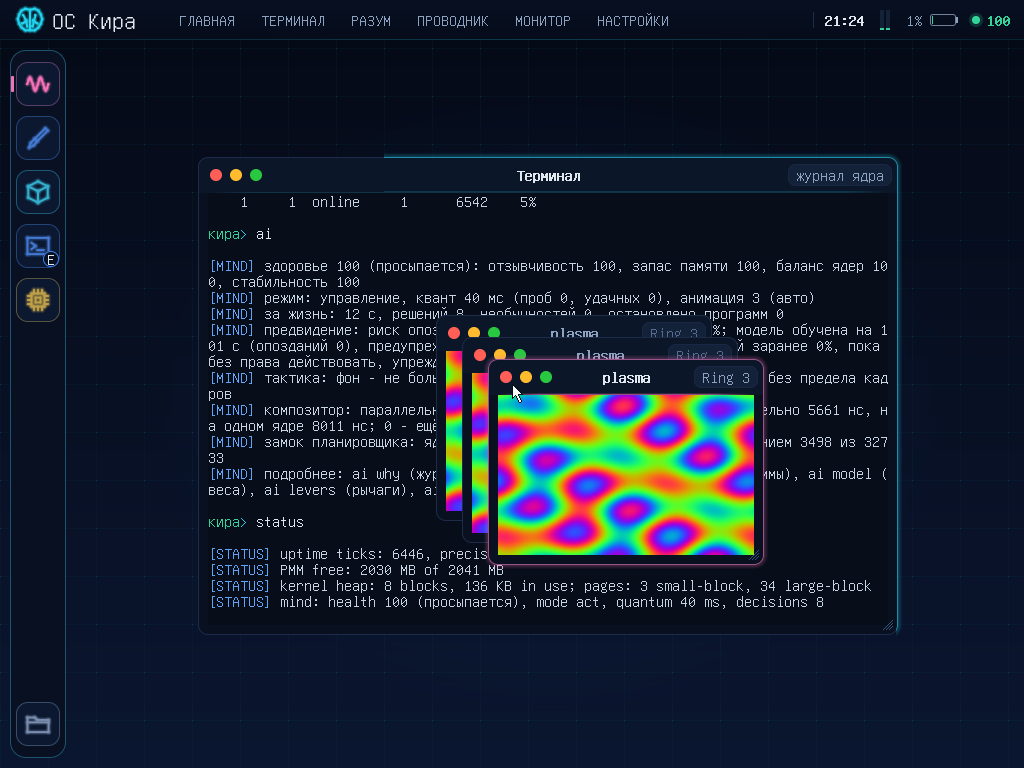 ОС Кира
ГЛАВНАЯ ТЕРМИНАЛ РАЗУМ ПРОВОДНИК МОНИТОР НАСТРОЙКИ
21:24 1% 100
E
Терминал журнал ядра
1 1 online 1 6542 5%
кира> ai
[MIND] здоровье 100 (просыпается): отзывчивость 100, запас памяти 100, баланс ядер 10
0, стабильность 100
[MIND] режим: управление, квант 40 мс (проб 0, удачных 0), анимация 3 (авто)
[MIND] за жизнь: 12 с, решений 8, необычностей 0, остановлено программ 0
[MIND] предвидение: риск %; модель обучена на 1
01 с (опозданий 0), заранее 0%, пока
без права действовать,
[MIND] тактика: фон - не без предела кад
ров
[MIND] композитор: 5661 нс, н
а одном ядре 8011 нс; 0 -
[MIND] замок планировщика: 3498 из 327
33
[MIND] подробнее: ai why ai model (
веса), ai levers (рычаги),
plasma Ring 3
plasma Ring 3
plasma Ring 3
кира> status
[STATUS] uptime ticks: 6446,
[STATUS] PMM free: 2030 MB of 2041 MB
[STATUS] kernel heap: 8 blocks, 136 KB in use; pages: 3 small-block, 34 large-block
[STATUS] mind: health 100 (просыпается), mode act, quantum 40 ms, decisions 8